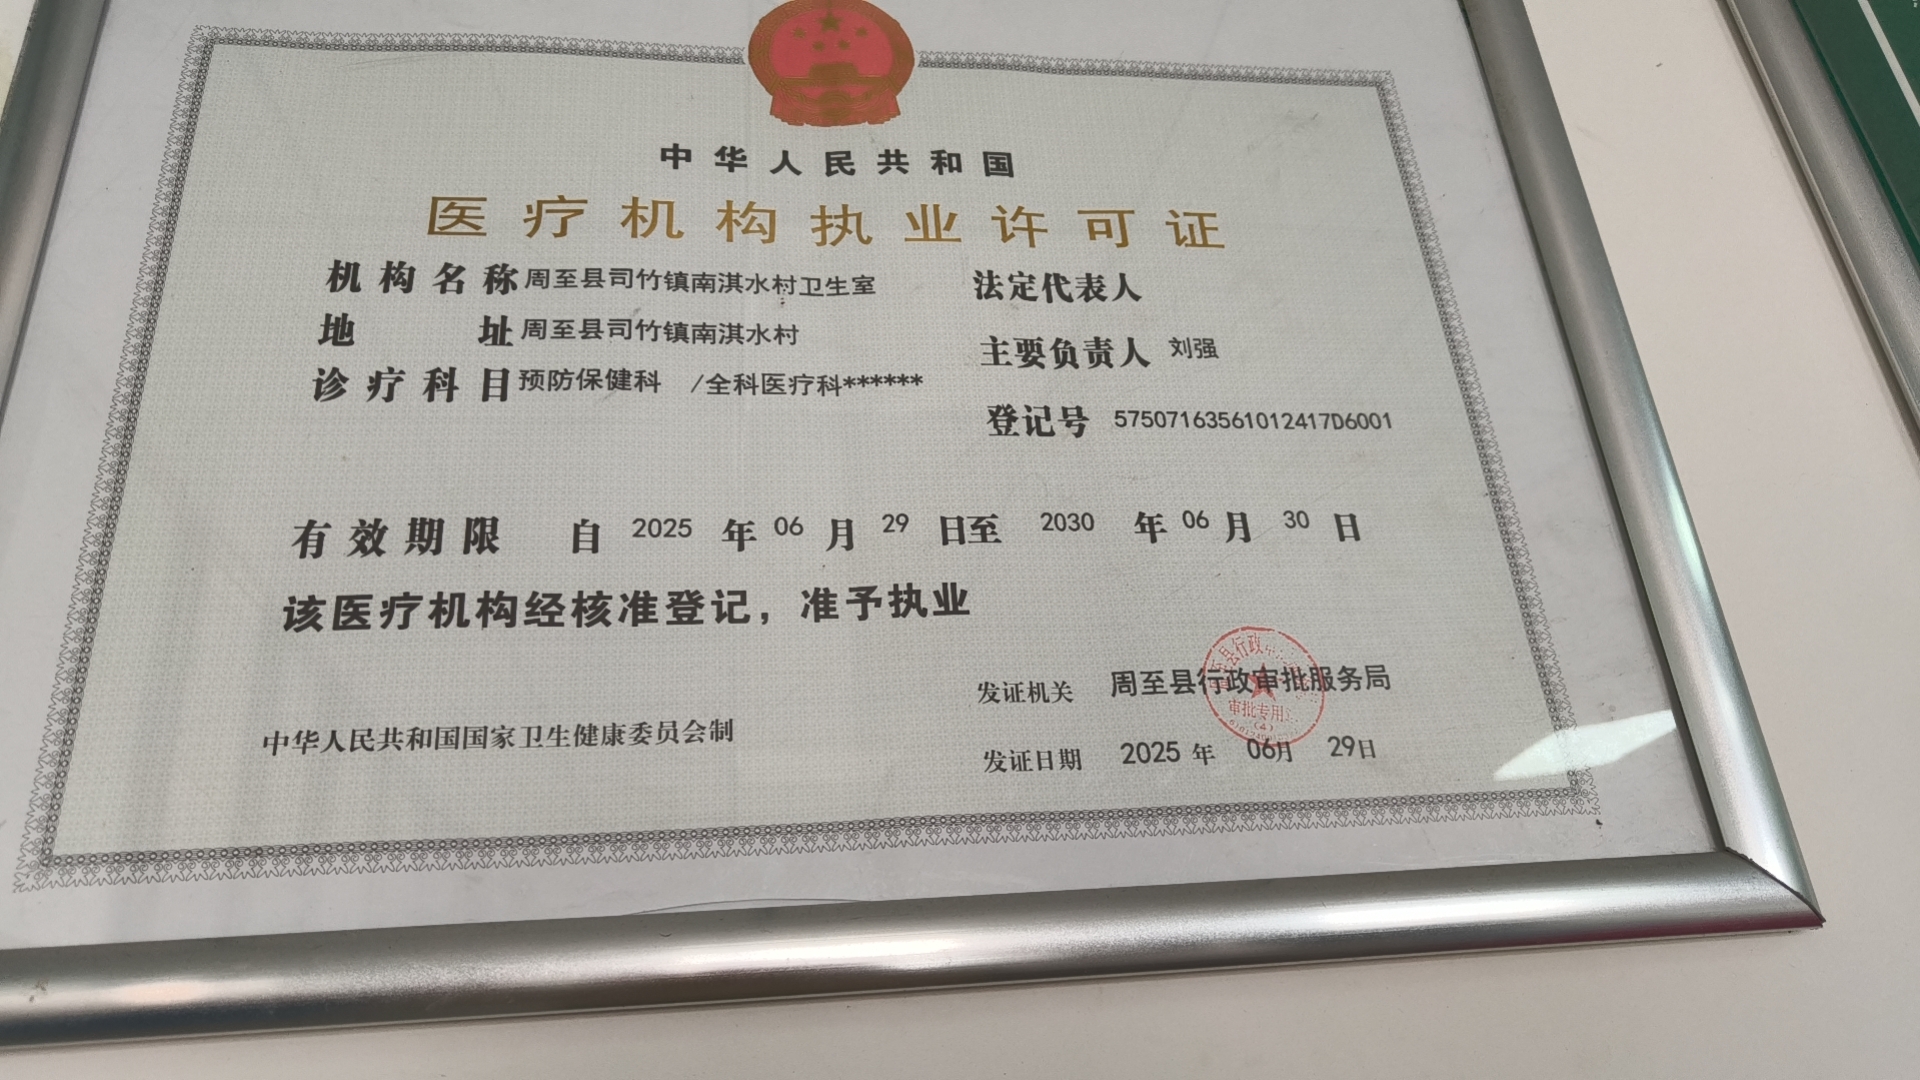 中华人民共和国
医疗机构执业许可证
机构名称 周至县司竹镇南淇水村卫生室
地址 周至县司竹镇南淇水村
诊疗科目 预防保健科 /全科医疗科******
法定代表人
主要负责人 刘强
登记号 57507163561012417D6001
有效期限 自 2025 年 06 月 29 日至 2030 年 06 月 30 日
该医疗机构经核准登记，准予执业
发证机关 周至县行政审批服务局
中华人民共和国国家卫生健康委员会制
发证日期 2025 年 06月 29日
县行政
审批专用